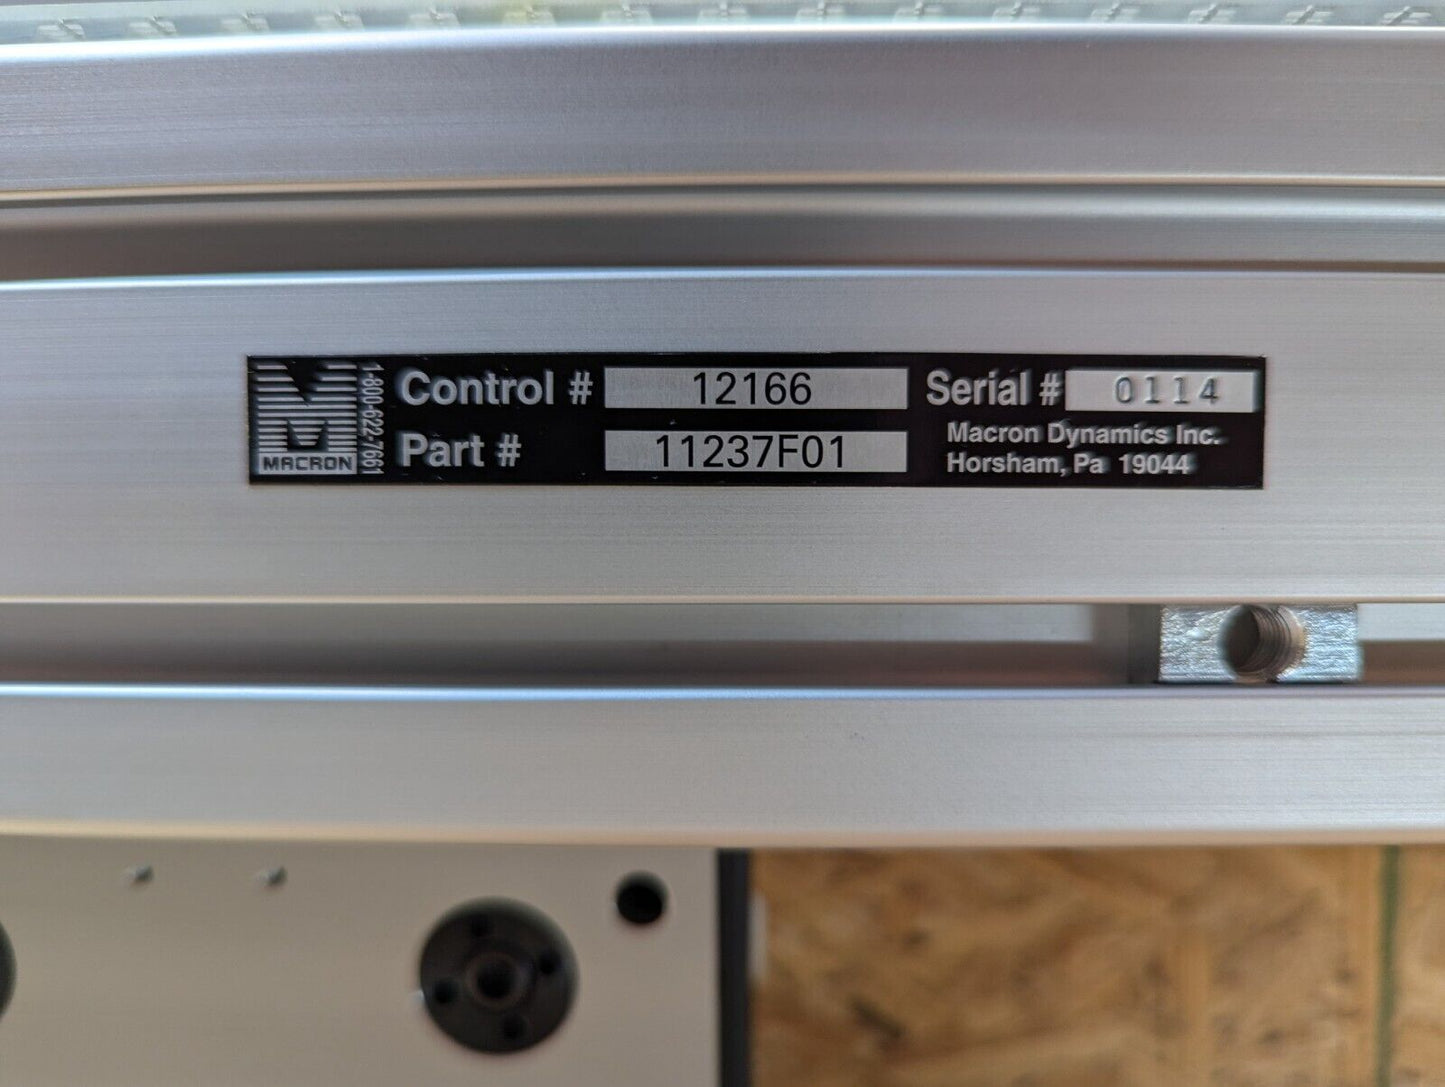 M
MACRON
1-800-622-7661
Control # 12166
Part # 11237F01
Serial # 0114
Macron Dynamics Inc.
Horsham, Pa 19044